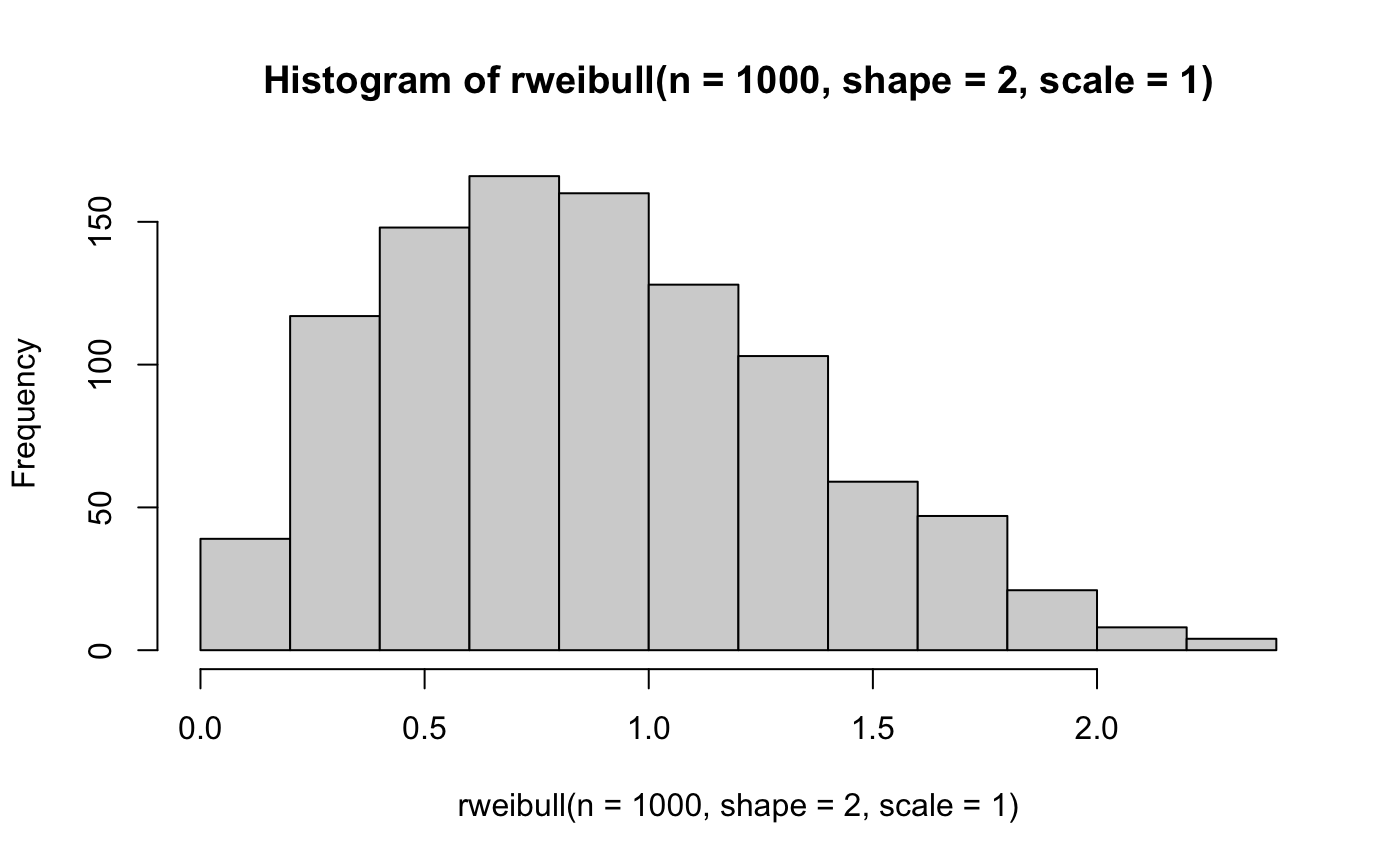 Histogram of rweibull(n = 1000, shape = 2, scale = 1)
150
100
50
0
Frequency
0.0 0.5 1.0 1.5 2.0
rweibull(n = 1000, shape = 2, scale = 1)